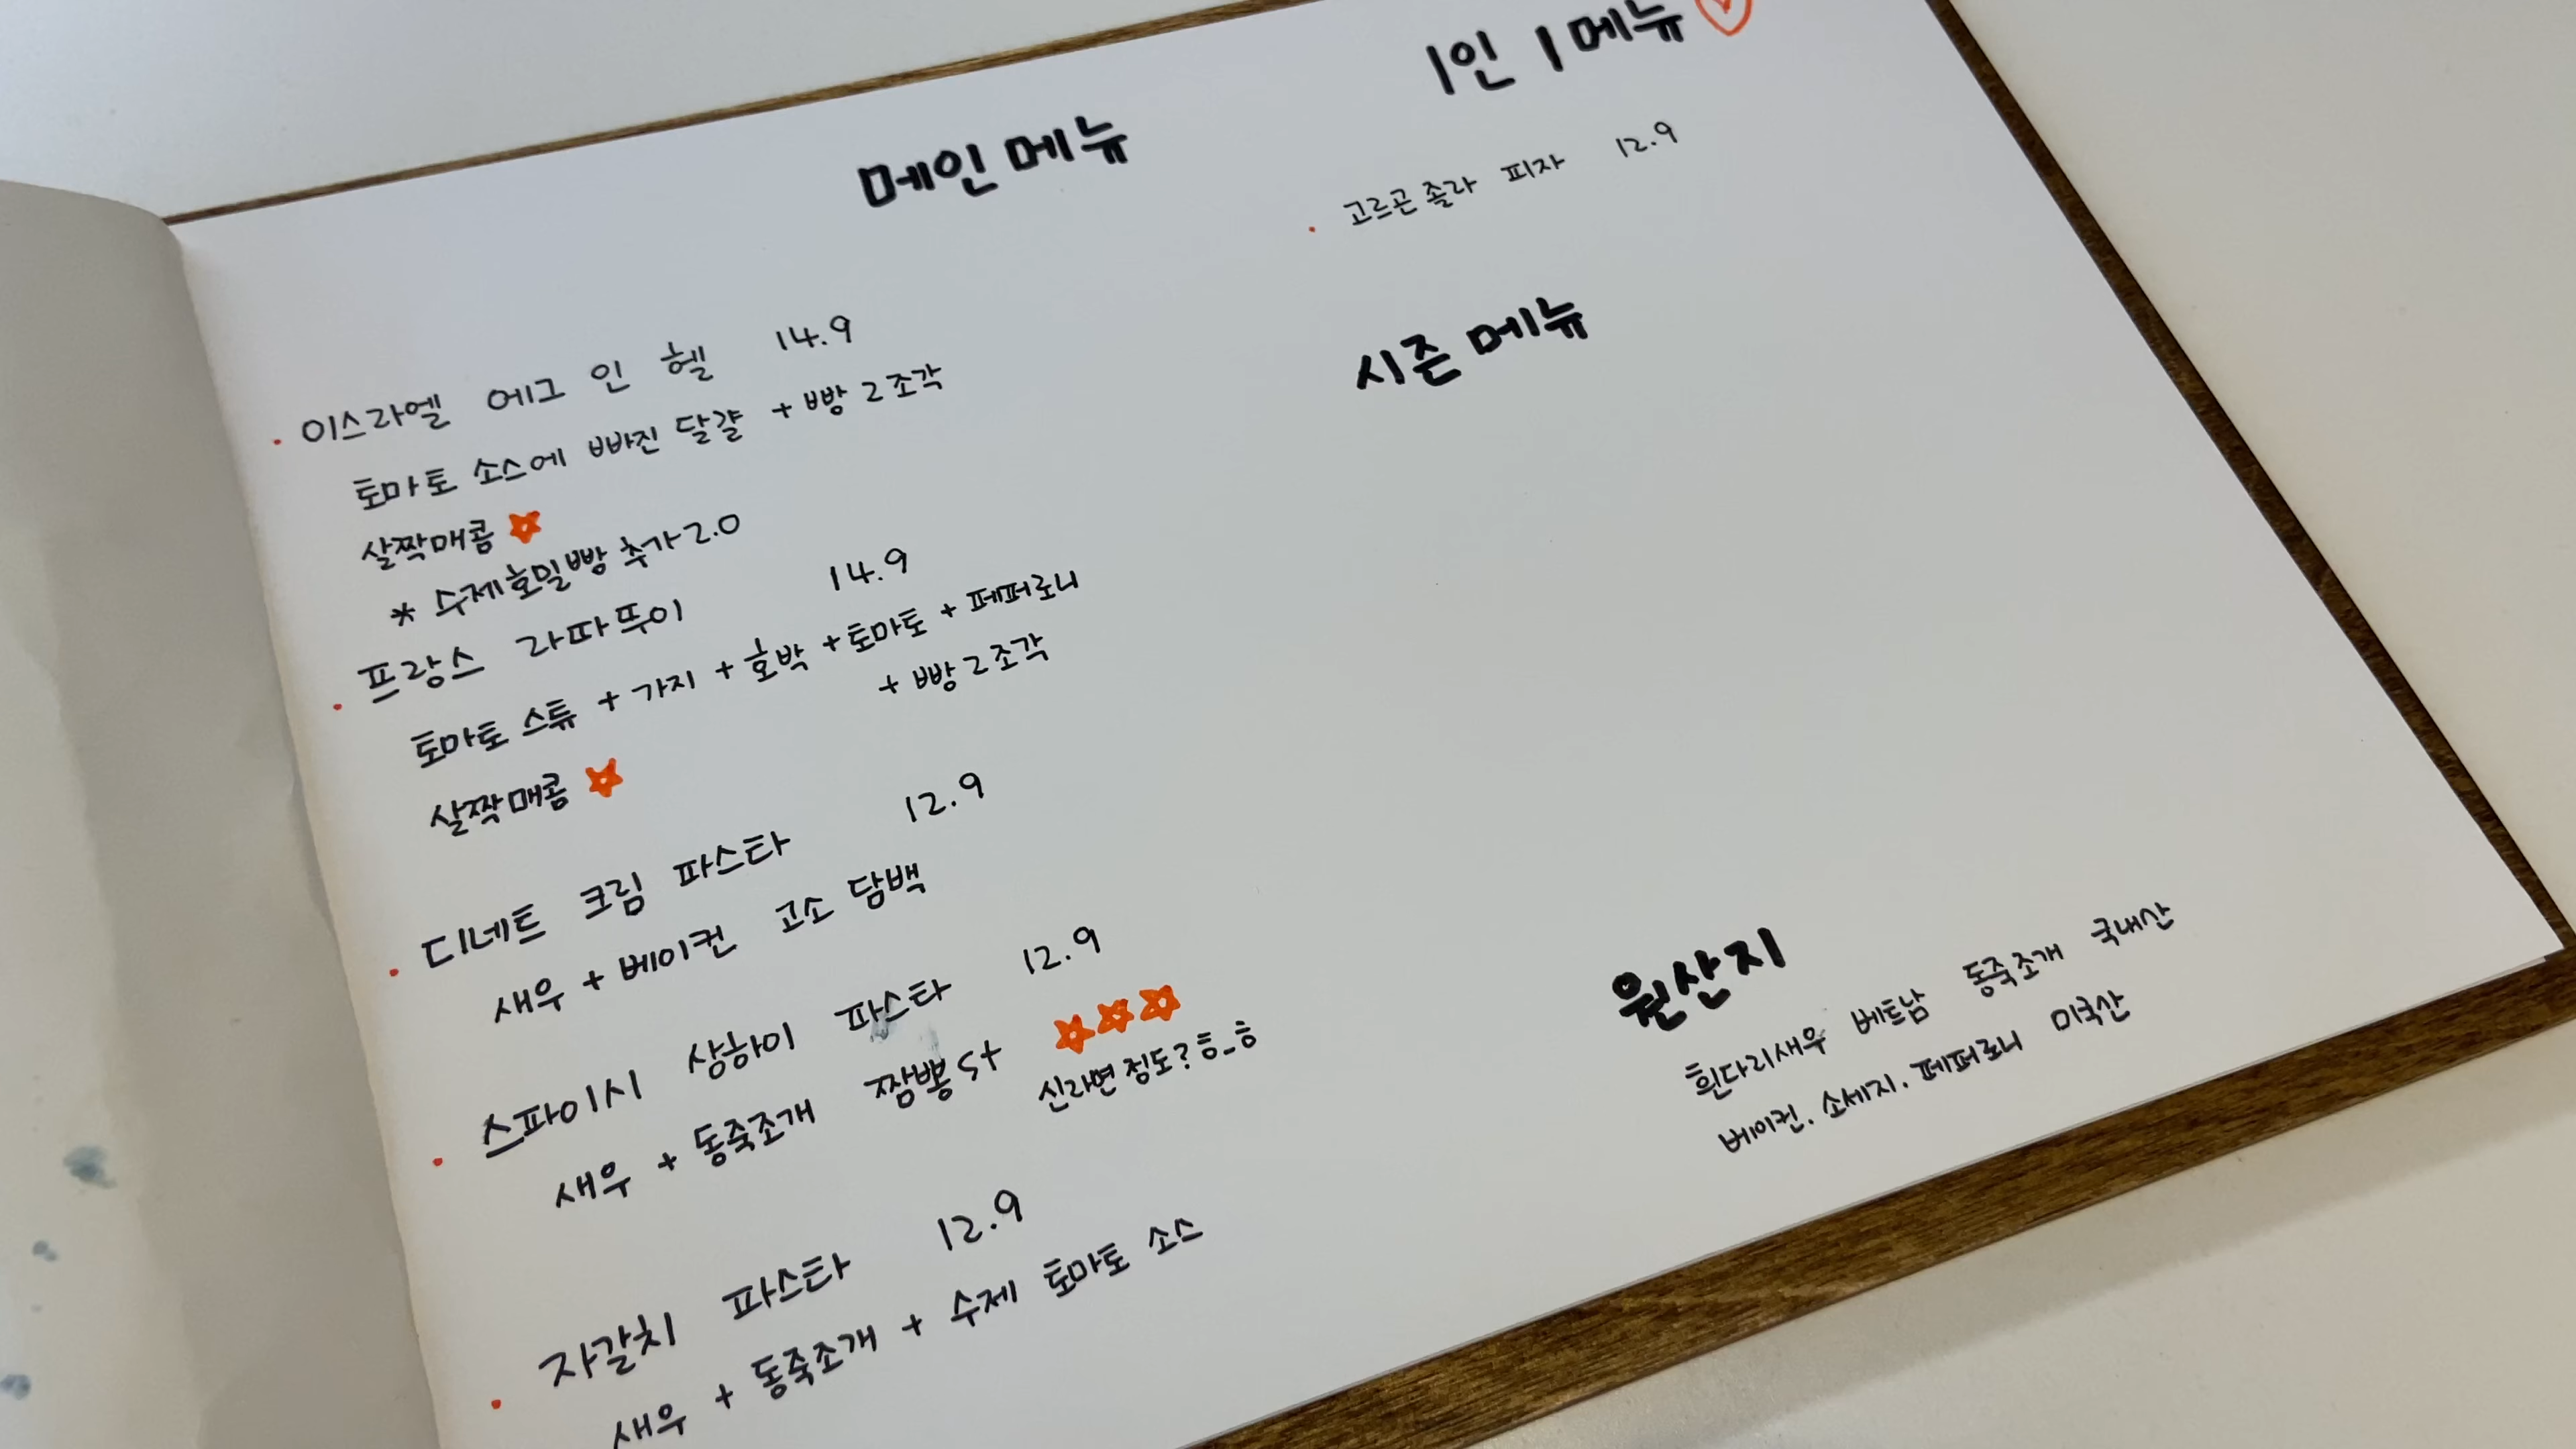 메인 메뉴
· 이스라엘 에그 인 헬 14.9
토마토 소스에 빠진 달걀 + 빵 2조각
살짝매콤
* 수제호밀빵 추가 2.0
· 프랑스 라따뚜이 14.9
토마토 스튜 + 가지 + 호박 + 토마토 + 페퍼로니
+ 빵 2조각
살짝매콤
· 디네트 크림 파스타 12.9
새우 + 베이컨 고소 담백
· 스파이시 상하이 파스타 12.9
새우 + 동죽조개 짬뽕st
신라면 정도? ㅎ_ㅎ
· 자갈치 파스타 12.9
새우 + 동죽조개 + 수제 토마토 소스
1인 1메뉴
· 고르곤졸라 피자 12.9
시즌 메뉴
원산지
흰다리새우 베트남 동죽조개 국내산
베이컨. 소세지. 페퍼로니 미국산